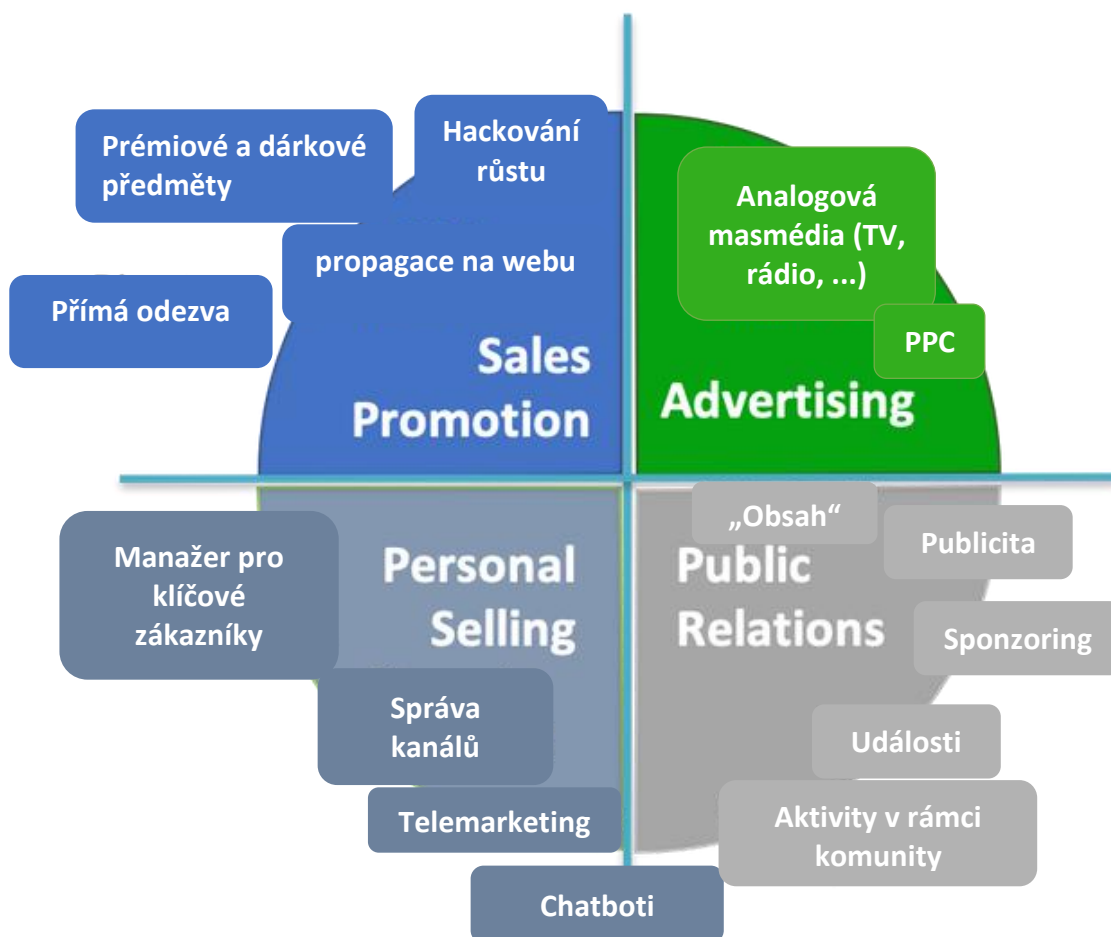 Prémiové a dárkové
předměty
Hackování
růstu
propagace na webu
Přímá odezva
Sales
Promotion
Analogová
masmédia (TV,
rádio, ...)
PPC
Advertising
Manažer pro
klíčové
zákazníky
Personal
Selling
Správa
kanálů
Telemarketing
Chatboti
„Obsah“
Public
Relations
Publicita
Sponzoring
Události
Aktivity v rámci
komunity